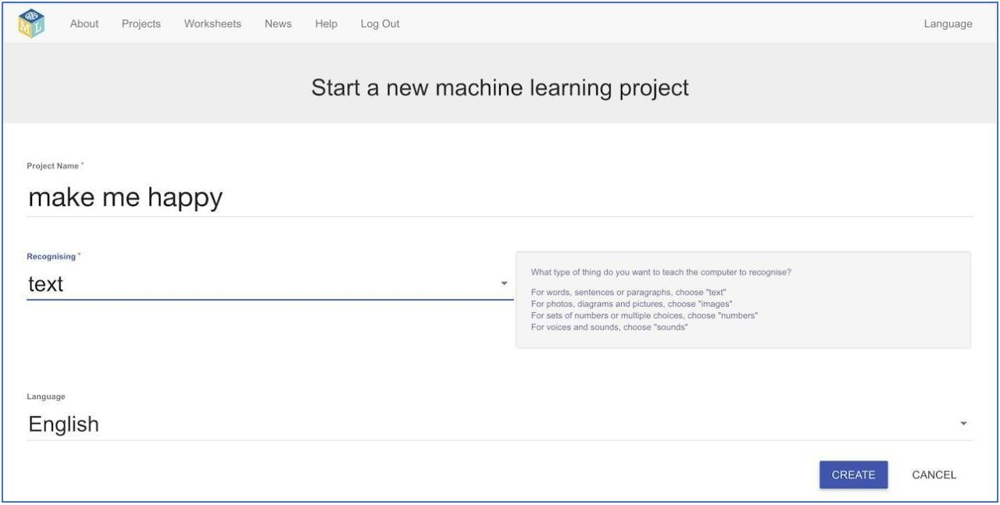 M L
About Projects Worksheets News Help Log Out Language
Start a new machine learning project
Project Name *
make me happy
Recognising *
text
What type of thing do you want to teach the computer to recognise?
For words, sentences or paragraphs, choose "text"
For photos, diagrams and pictures, choose "images"
For sets of numbers or multiple choices, choose "numbers"
For voices and sounds, choose "sounds"
Language
English
CREATE CANCEL